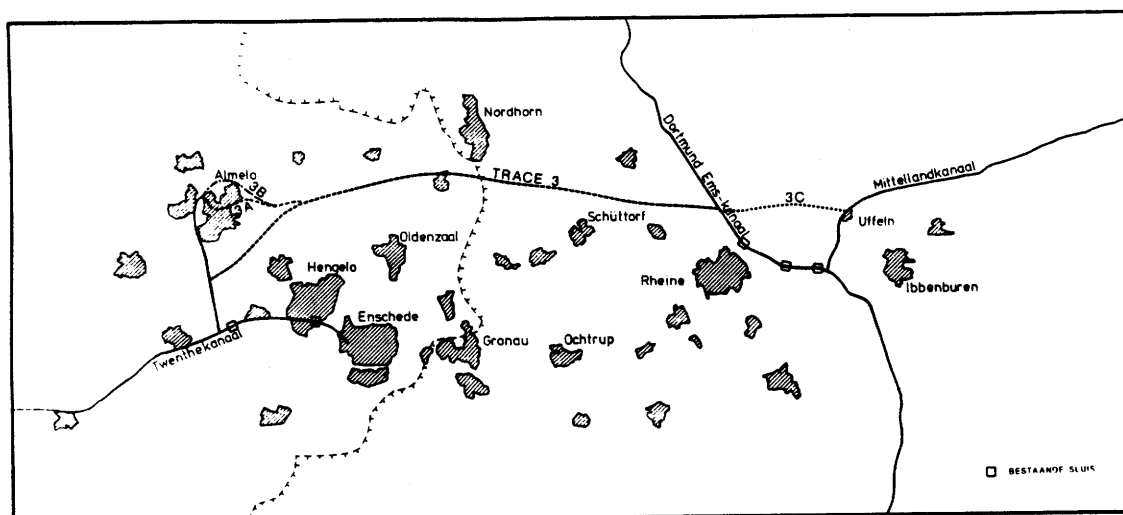 Nordhorn
Almelo
3B
3A
TRACE 3
Dortmund Ems-kanaal
Mittellandkanaal
3C
Uffeln
Schüttorf
Oldenzaal
Hengelo
Rheine
Ibbenburen
Enschede
Twenthekanaal
Gronau
Ochtrup
BESTAANDE SLUIS